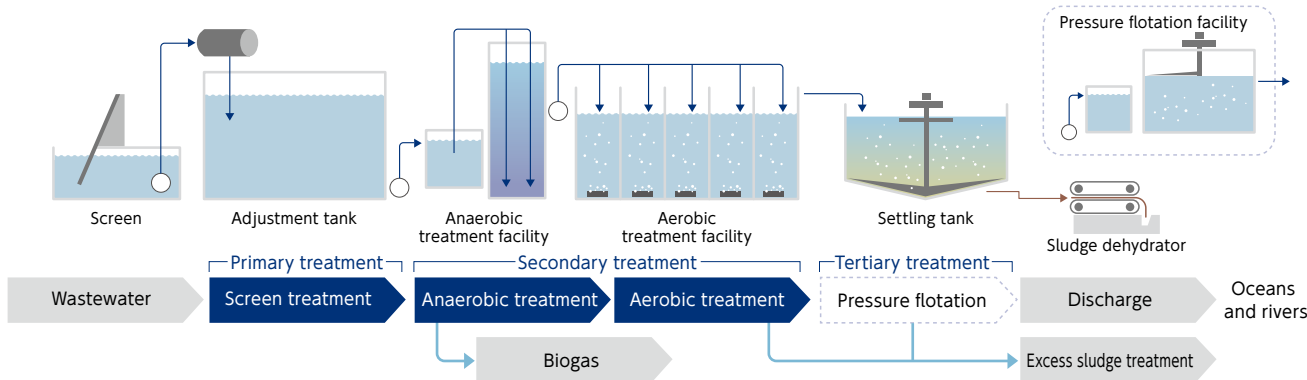 Pressure flotation facility
Screen
Adjustment tank
Anaerobic
treatment facility
Aerobic
treatment facility
Settling tank
Sludge dehydrator
Primary treatment
Secondary treatment
Tertiary treatment
Wastewater
Screen treatment
Anaerobic treatment
Aerobic treatment
Pressure flotation
Discharge
Oceans
and rivers
Biogas
Excess sludge treatment